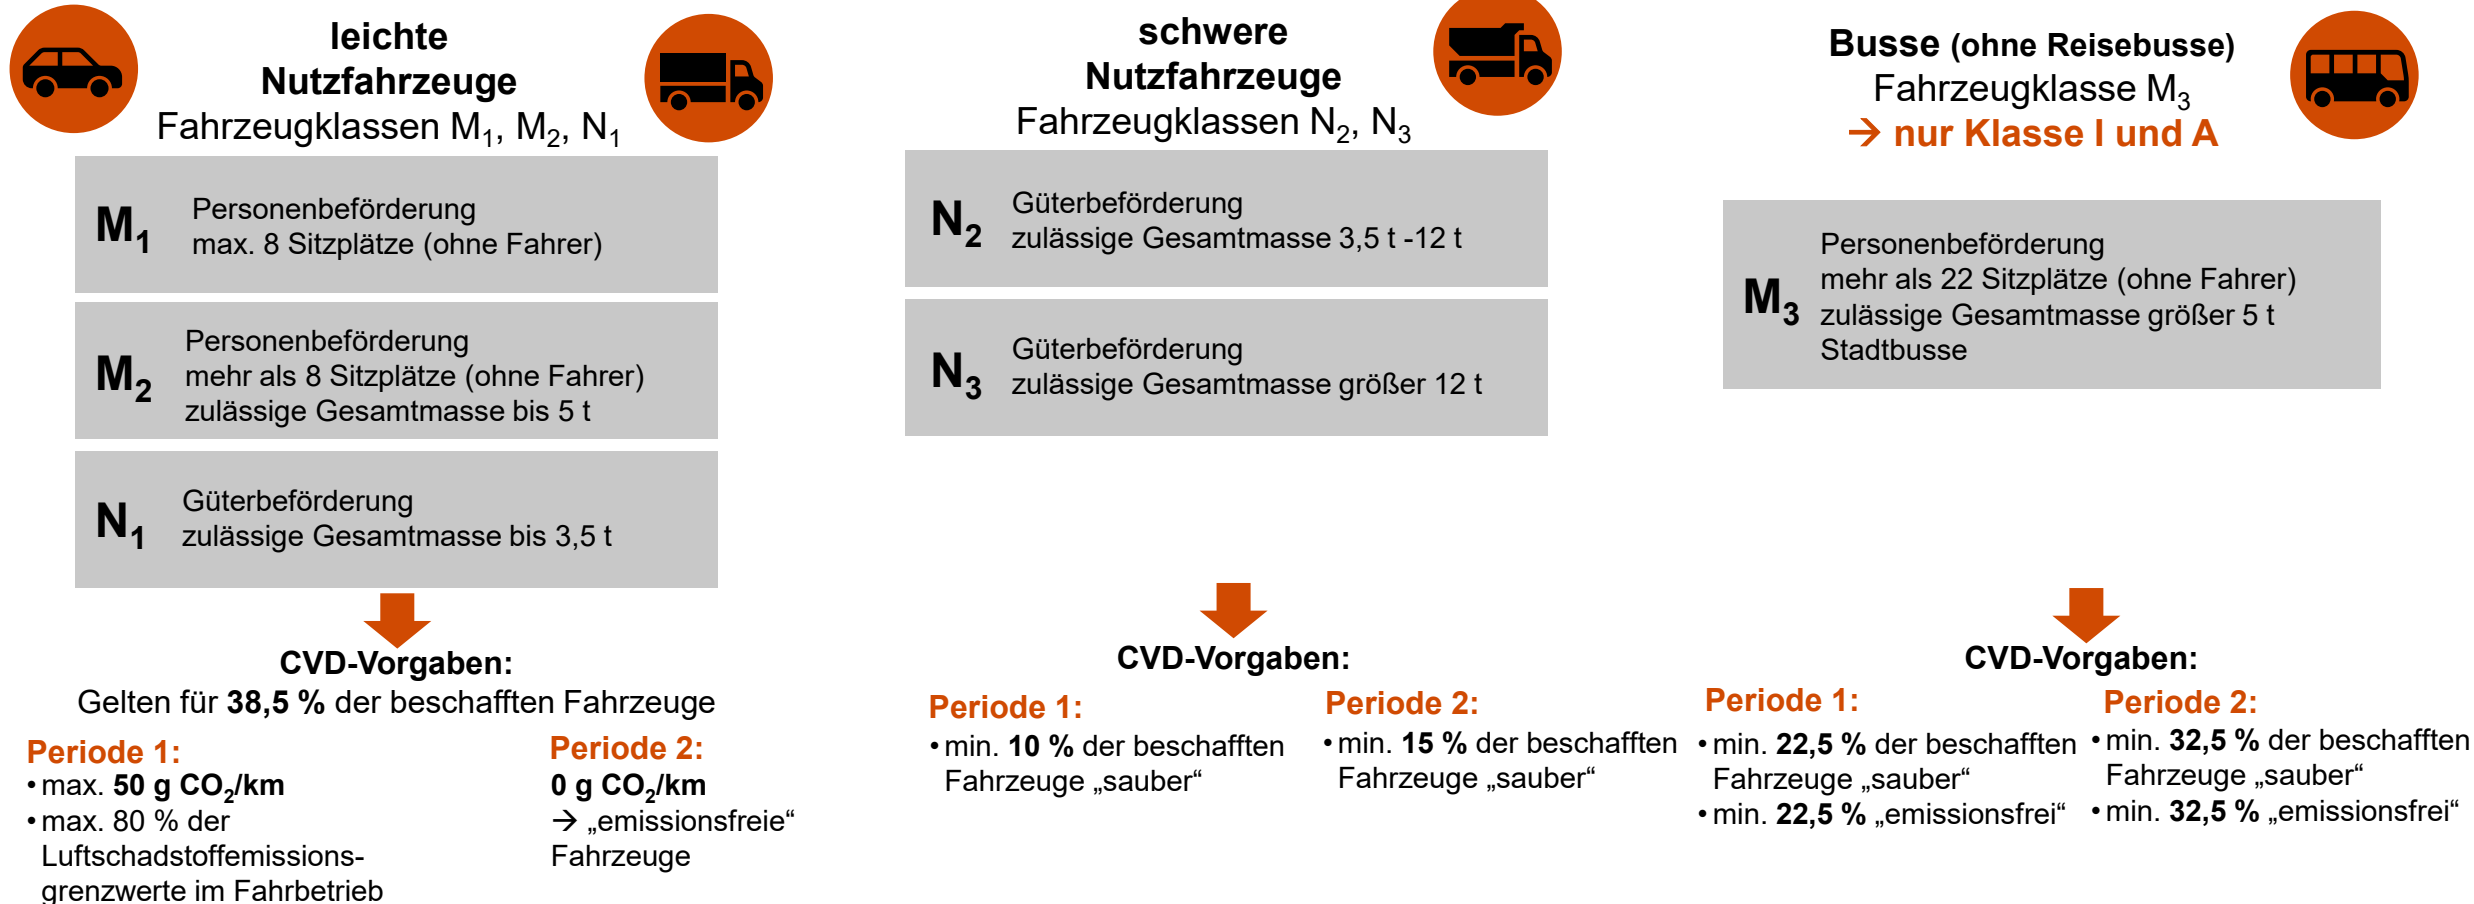 leichte
Nutzfahrzeuge
Fahrzeugklassen M₁, M₂, N₁
M₁
Personenbeförderung
max. 8 Sitzplätze (ohne Fahrer)
M₂
Personenbeförderung
mehr als 8 Sitzplätze (ohne Fahrer)
zulässige Gesamtmasse bis 5 t
N₁
Güterbeförderung
zulässige Gesamtmasse bis 3,5 t
CVD-Vorgaben:
Gelten für 38,5 % der beschafften Fahrzeuge
Periode 1:
• max. 50 g CO₂/km
• max. 80 % der
Luftschadstoffemissions-
grenzwerte im Fahrbetrieb
Periode 2:
0 g CO₂/km
→ „emissionsfreie“
Fahrzeuge
schwere
Nutzfahrzeuge
Fahrzeugklassen N₂, N₃
N₂
Güterbeförderung
zulässige Gesamtmasse 3,5 t -12 t
N₃
Güterbeförderung
zulässige Gesamtmasse größer 12 t
CVD-Vorgaben:
Periode 1:
• min. 10 % der beschafften
Fahrzeuge „sauber“
Periode 2:
• min. 15 % der beschafften
Fahrzeuge „sauber“
Busse (ohne Reisebusse)
Fahrzeugklasse M₃
→ nur Klasse I und A
M₃
Personenbeförderung
mehr als 22 Sitzplätze (ohne Fahrer)
zulässige Gesamtmasse größer 5 t
Stadtbusse
CVD-Vorgaben:
Periode 1:
• min. 22,5 % der beschafften
Fahrzeuge „sauber“
• min. 22,5 % „emissionsfrei“
Periode 2:
• min. 32,5 % der beschafften
Fahrzeuge „sauber“
• min. 32,5 % „emissionsfrei“